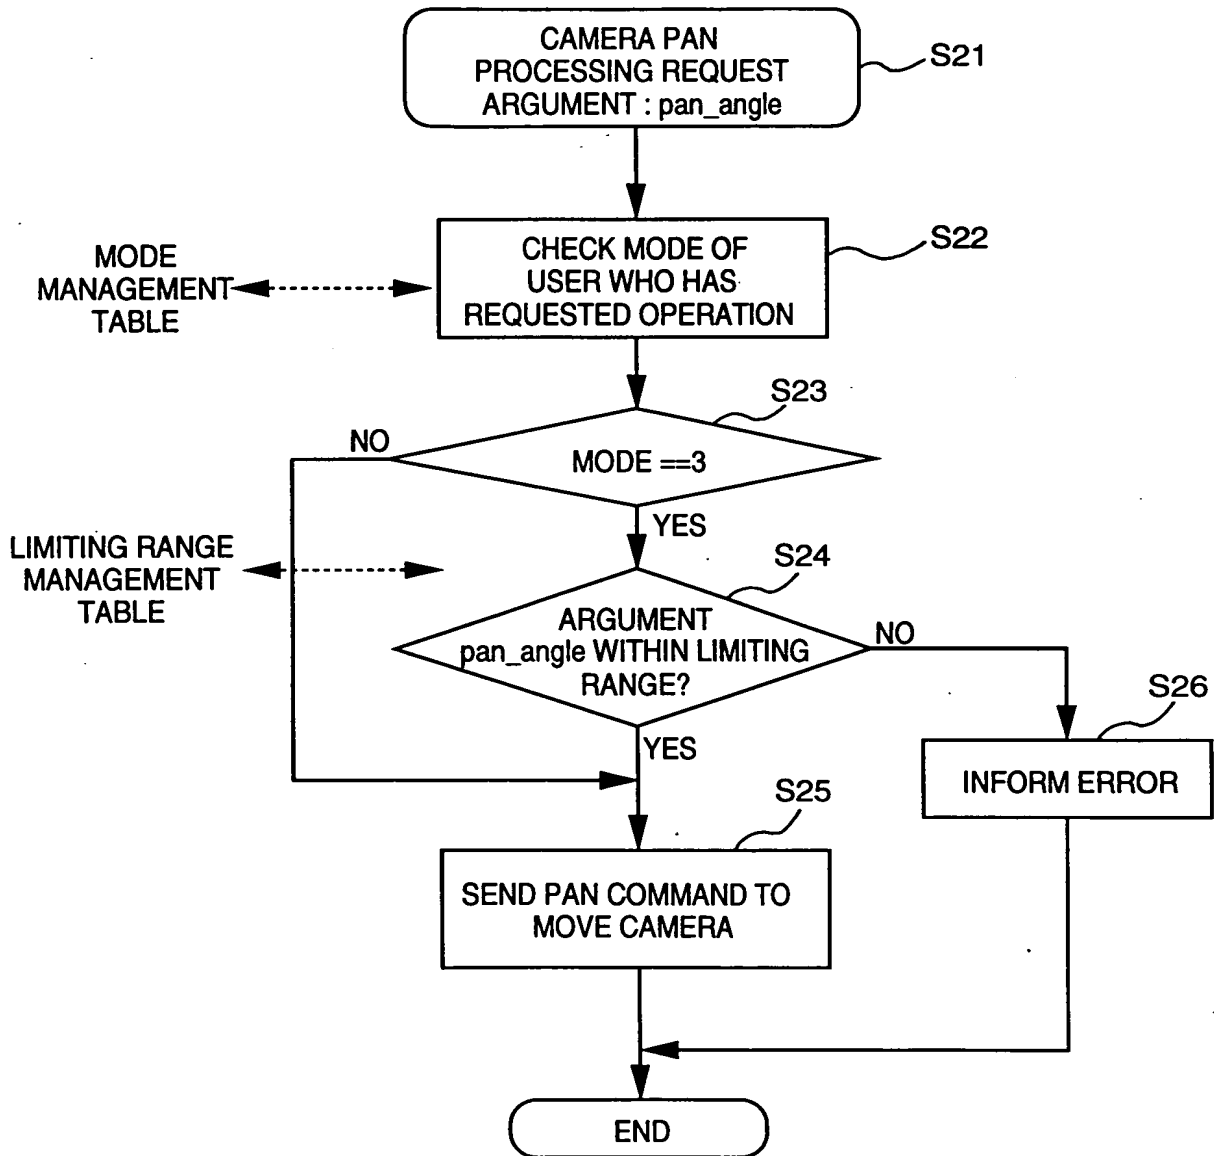 CAMERA PAN
PROCESSING REQUEST
ARGUMENT : pan_angle
S21
MODE
MANAGEMENT
TABLE
CHECK MODE OF
USER WHO HAS
REQUESTED OPERATION
S22
S23
NO
MODE ==3
YES
LIMITING RANGE
MANAGEMENT
TABLE
S24
ARGUMENT
pan_angle WITHIN LIMITING
RANGE?
NO
YES
S26
INFORM ERROR
S25
SEND PAN COMMAND TO
MOVE CAMERA
END